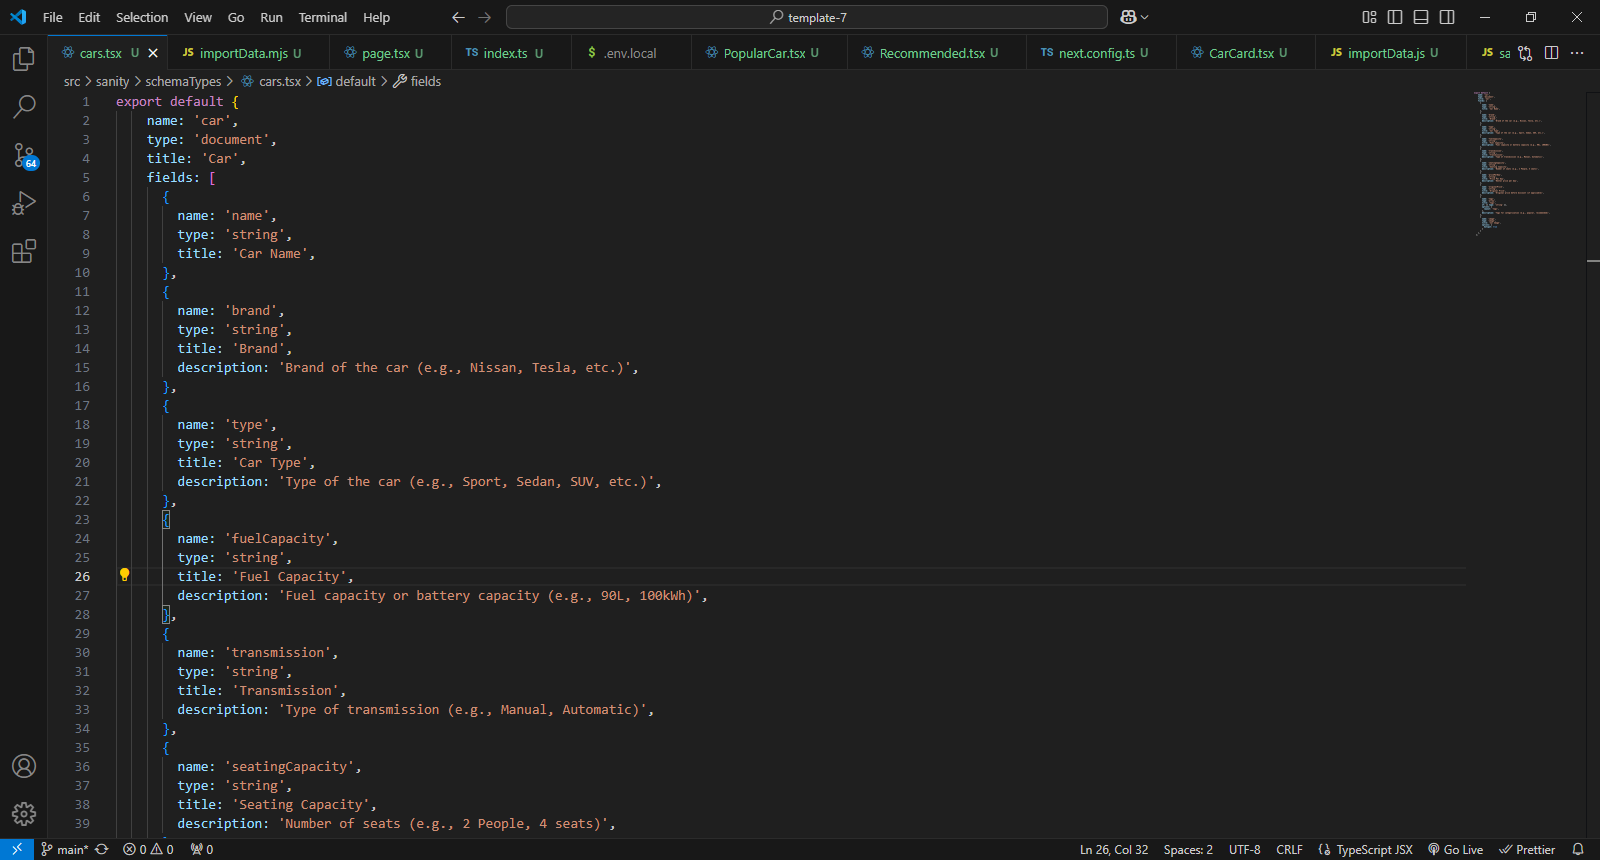 File Edit Selection View Go Run Terminal Help
template-7
cars.tsx U
JS importData.mjs U
page.tsx U
TS index.ts U
$ .env.local
PopularCar.tsx U
Recommended.tsx U
TS next.config.ts U
CarCard.tsx U
JS importData.js U
JS sa
src > sanity > schemaTypes > cars.tsx > default > fields
1 export default {
2 name: 'car',
3 type: 'document',
4 title: 'Car',
5 fields: [
6 {
7 name: 'name',
8 type: 'string',
9 title: 'Car Name',
10 },
11 {
12 name: 'brand',
13 type: 'string',
14 title: 'Brand',
15 description: 'Brand of the car (e.g., Nissan, Tesla, etc.)',
16 },
17 {
18 name: 'type',
19 type: 'string',
20 title: 'Car Type',
21 description: 'Type of the car (e.g., Sport, Sedan, SUV, etc.)',
22 },
23 {
24 name: 'fuelCapacity',
25 type: 'string',
26 title: 'Fuel Capacity',
27 description: 'Fuel capacity or battery capacity (e.g., 90L, 100kWh)',
28 },
29 {
30 name: 'transmission',
31 type: 'string',
32 title: 'Transmission',
33 description: 'Type of transmission (e.g., Manual, Automatic)',
34 },
35 {
36 name: 'seatingCapacity',
37 type: 'string',
38 title: 'Seating Capacity',
39 description: 'Number of seats (e.g., 2 People, 4 seats)',
64
main* 0 0 0 Ln 26, Col 32 Spaces: 2 UTF-8 CRLF {} TypeScript JSX Go Live Prettier